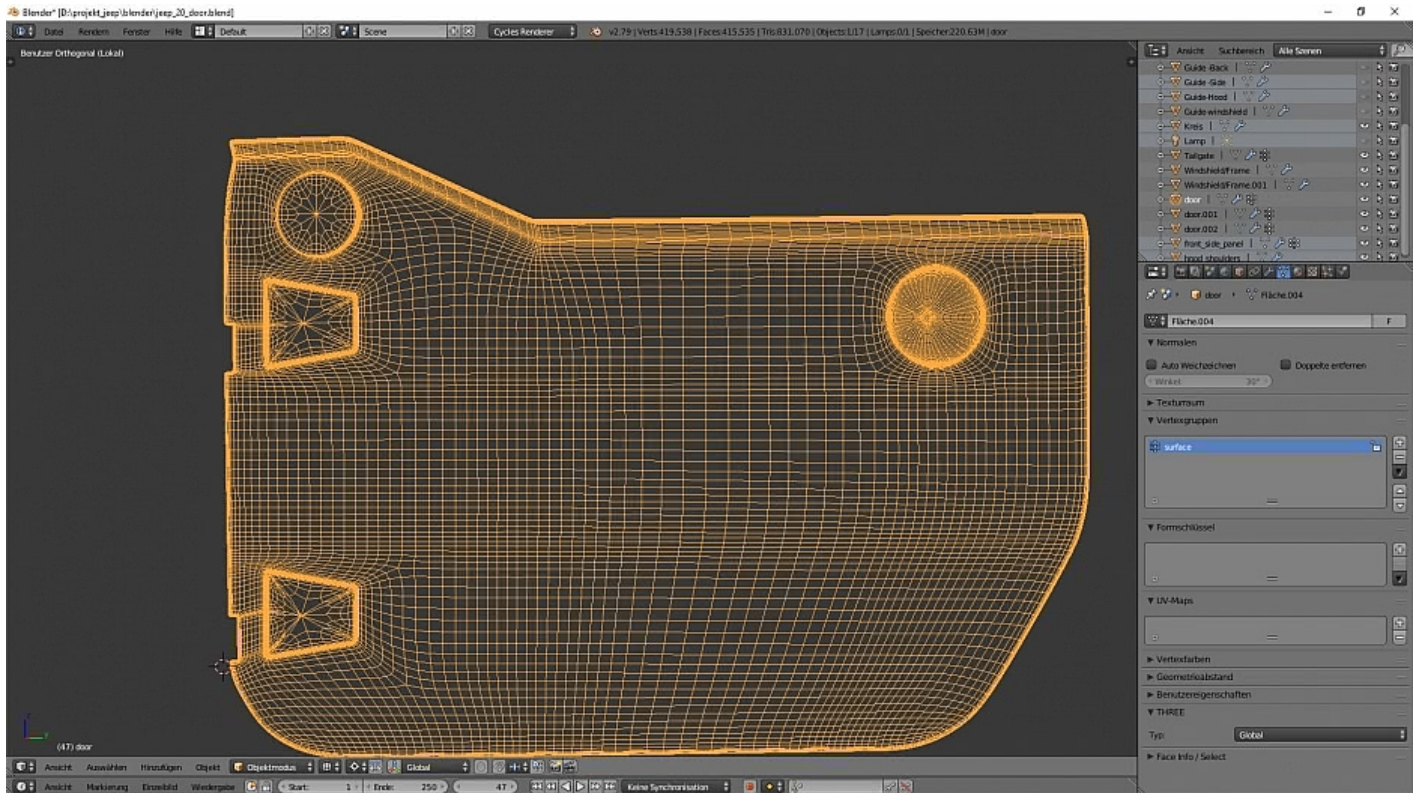 Blender* [D:\projekt_jeep\blender\jeep_20_door.blend]
Datei Rendern Fenster Hilfe Default Scene Cycles Renderer v2.79 | Verts:419.538 | Faces:415.535 | Tris:831.070 | Objects:1/17 | Lamps:0/1 | Speicher:220.63M | door
Benutzer Orthogonal (Lokal)
Ansicht Suchbereich Alle Szenen
Guide-Back
Guide-Side
Guide-Hood
Guide-windshield
Kreis
Lamp
Tailgate
WindshieldFrame
WindshieldFrame.001
door
door.001
door.002
front_side_panel
hood shoulders
door Fläche.004
Fläche.004 F
Normalen
Auto Weichzeichnen Doppelte entfernen
Winkel: 30°
Texturraum
Vertexgruppen
surface
Formschlüssel
UV-Maps
Vertexfarben
Geometrieabstand
Benutzereigenschaften
THREE
Typ: Global
Face Info / Select
z
y
(47) door
Ansicht Auswählen Hinzufügen Objekt Objektmodus Global
Ansicht Markierung Einzelbild Wiedergabe Start: 1 Ende: 250 47 Keine Synchronisation